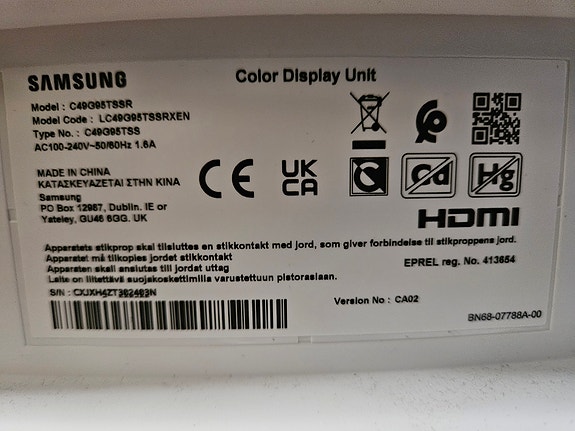 SAMSUNG
Color Display Unit
Model : C49G95TSSR
Model Code : LC49G95TSSRXEN
Type No. : C49G95TSS
AC100-240V~50/60Hz 1.6A
MADE IN CHINA
ΚΑΤΑΣΚΕΥΑΖΕΤΑΙ ΣΤΗΝ ΚΙΝΑ
Samsung
PO Box 12987, Dublin. IE or
Yateley, GU46 6GG. UK
CE
UK
CA
C
Cd
Hg
HDMI
Apparatets stikprop skal tilsluttes en stikkontakt med jord, som giver forbindelse til stikproppens jord.
Apparatet må tilkoples jordet stikkontakt
Apparaten skall anslutas till jordat uttag
Laite on liitettävä suojakoskettimilla varustettuun pistorasiaan.
EPREL reg. No. 413654
S/N : CXJXH4ZT302403N
Version No : CA02
BN68-07788A-00